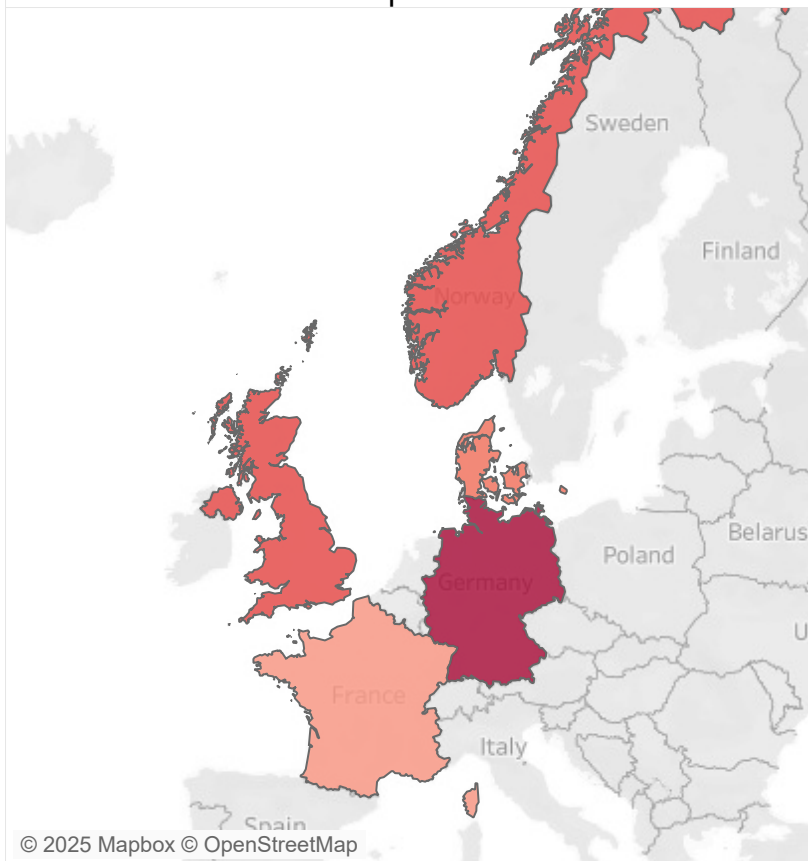 Sweden
Finland
Norway
Belarus
Poland
Germany
U
France
Italy
Spain
© 2025 Mapbox © OpenStreetMap